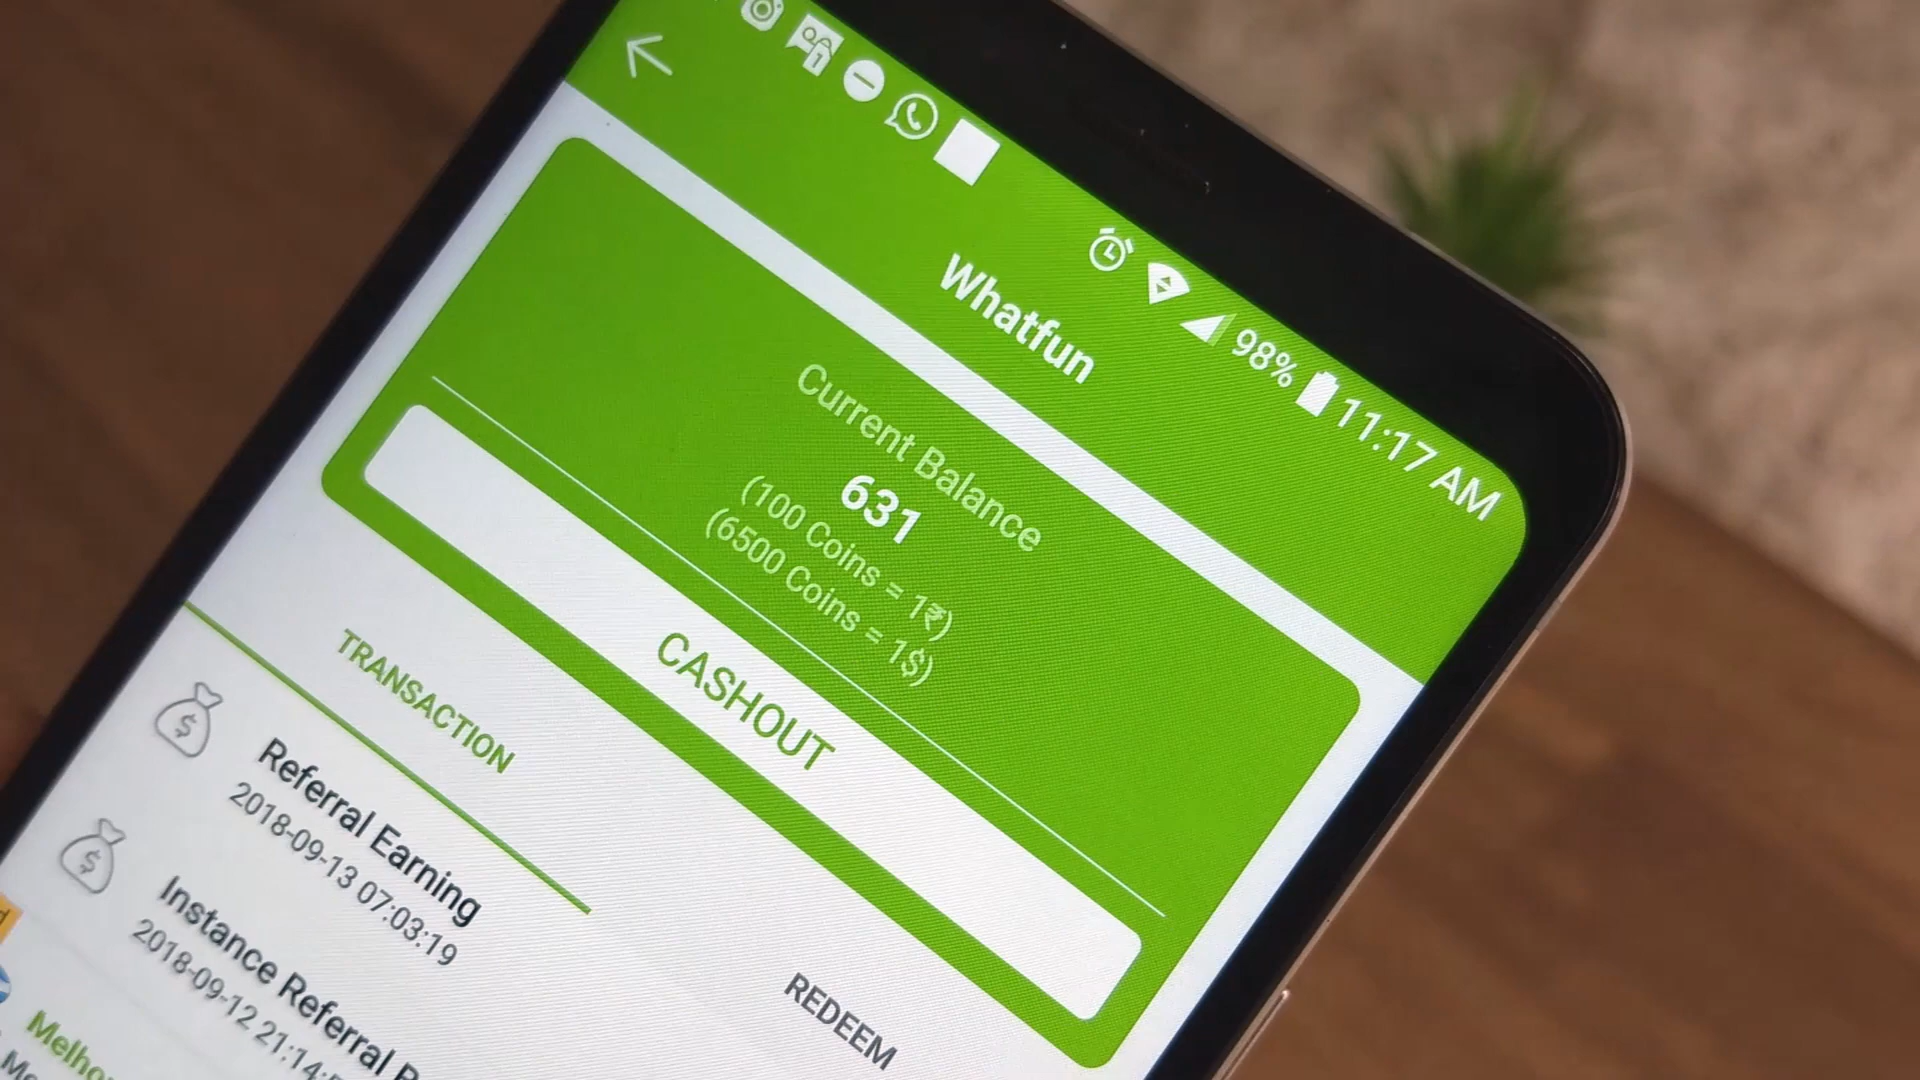 98% 11:17 AM
Whatfun
Current Balance
631
(100 Coins = 1₹)
(6500 Coins = 1$)
CASHOUT
TRANSACTION
REDEEM
Referral Earning
2018-09-13 07:03:19
Instance Referral
2018-09-12 21:14: